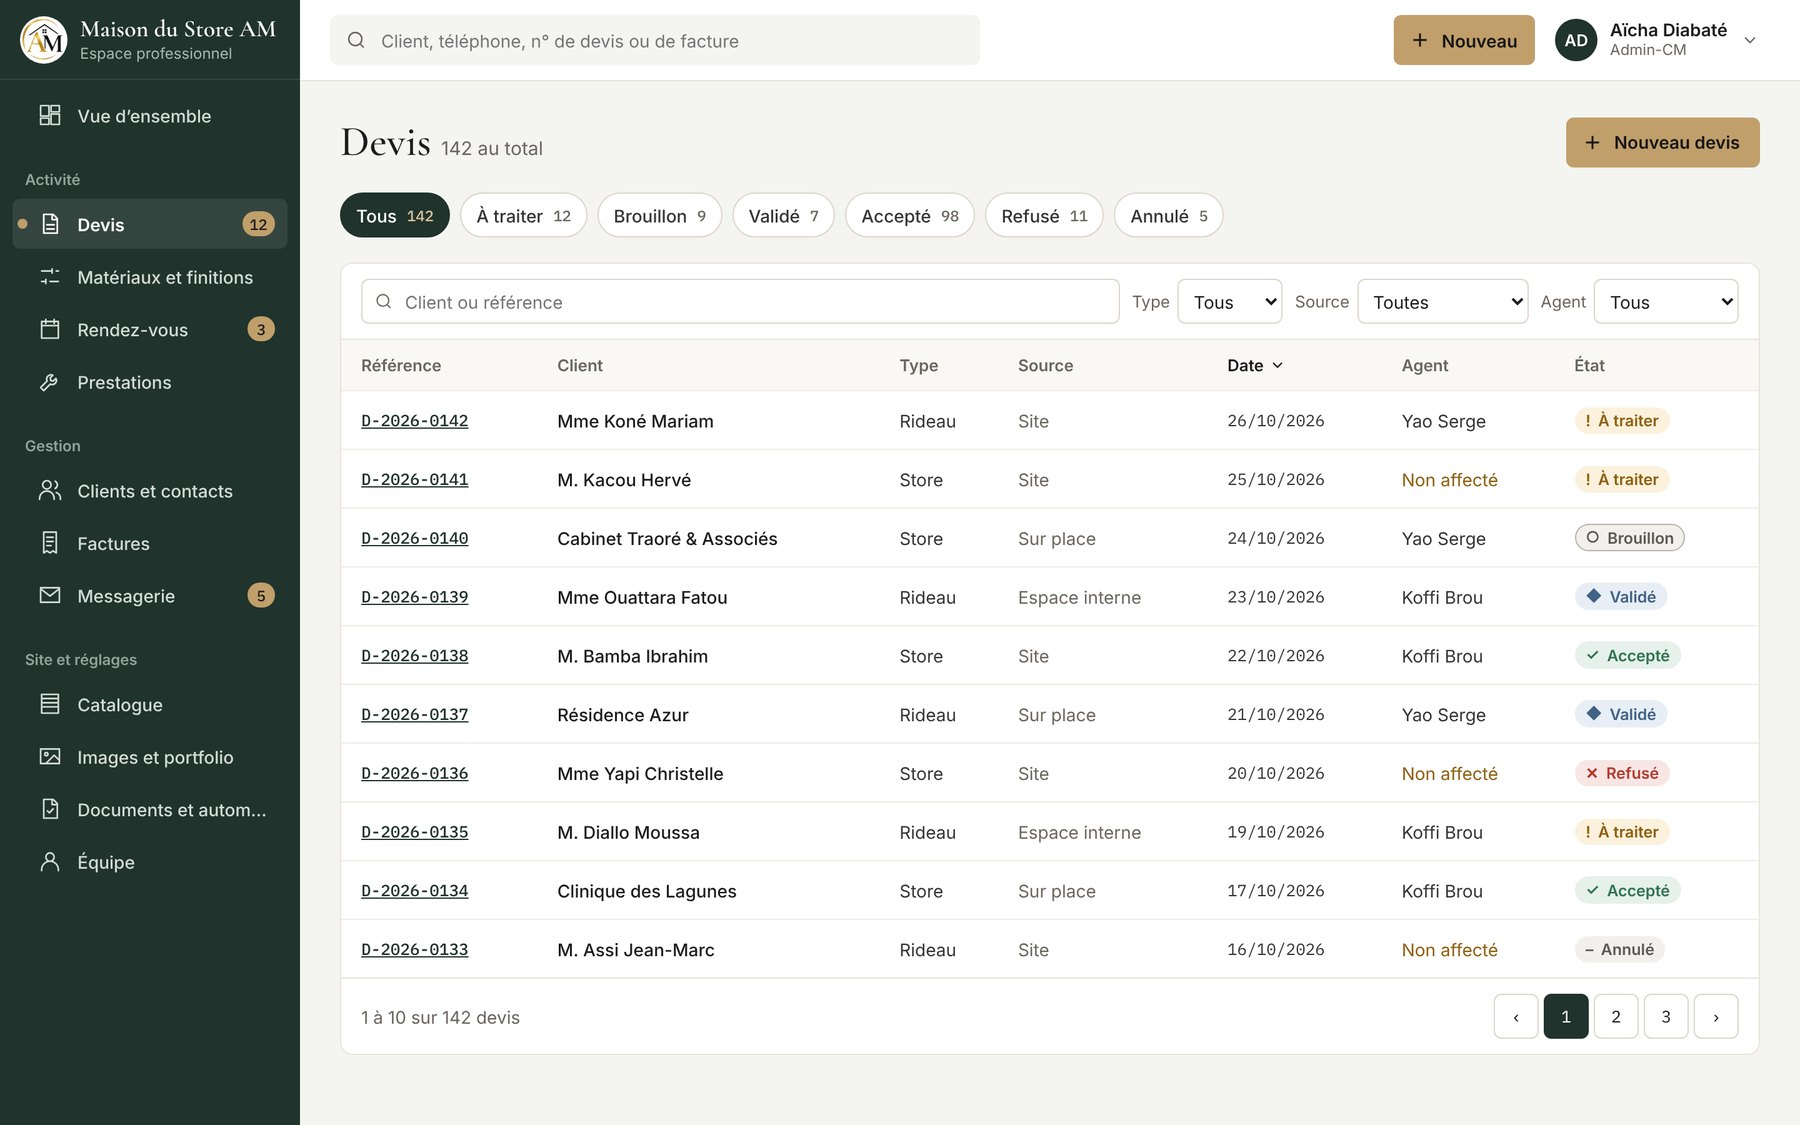 AM
Maison du Store AM
Espace professionnel
Client, téléphone, n° de devis ou de facture
+ Nouveau
AD
Aïcha Diabaté
Admin-CM
Vue d’ensemble
Activité
Devis 12
Matériaux et finitions
Rendez-vous 3
Prestations
Gestion
Clients et contacts
Factures
Messagerie 5
Site et réglages
Catalogue
Images et portfolio
Documents et autom...
Équipe
Devis 142 au total
+ Nouveau devis
Tous 142 À traiter 12 Brouillon 9 Validé 7 Accepté 98 Refusé 11 Annulé 5
Client ou référence Type Tous Source Toutes Agent Tous
Référence Client Type Source Date Agent État
D-2026-0142 Mme Koné Mariam Rideau Site 26/10/2026 Yao Serge ! À traiter
D-2026-0141 M. Kacou Hervé Store Site 25/10/2026 Non affecté ! À traiter
D-2026-0140 Cabinet Traoré & Associés Store Sur place 24/10/2026 Yao Serge Brouillon
D-2026-0139 Mme Ouattara Fatou Rideau Espace interne 23/10/2026 Koffi Brou Validé
D-2026-0138 M. Bamba Ibrahim Store Site 22/10/2026 Koffi Brou Accepté
D-2026-0137 Résidence Azur Rideau Sur place 21/10/2026 Yao Serge Validé
D-2026-0136 Mme Yapi Christelle Store Site 20/10/2026 Non affecté Refusé
D-2026-0135 M. Diallo Moussa Rideau Espace interne 19/10/2026 Koffi Brou ! À traiter
D-2026-0134 Clinique des Lagunes Store Sur place 17/10/2026 Koffi Brou Accepté
D-2026-0133 M. Assi Jean-Marc Rideau Site 16/10/2026 Non affecté – Annulé
1 à 10 sur 142 devis ‹ 1 2 3 ›